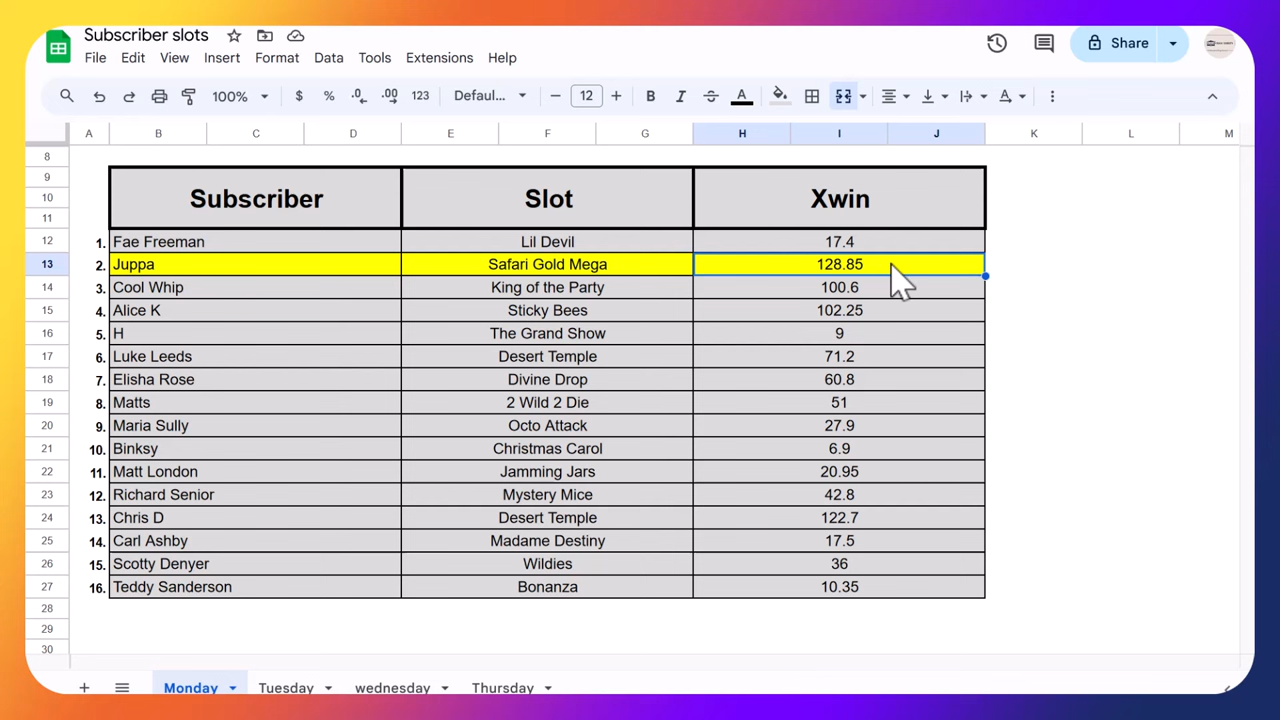 Subscriber slots
File Edit View Insert Format Data Tools Extensions Help
Share
100% $ % .0 .00 123 Defaul... 12 B I A A
A B C D E F G H I J K L M
8
9
10 Subscriber Slot Xwin
11
12 1. Fae Freeman Lil Devil 17.4
13 2. Juppa Safari Gold Mega 128.85
14 3. Cool Whip King of the Party 100.6
15 4. Alice K Sticky Bees 102.25
16 5. H The Grand Show 9
17 6. Luke Leeds Desert Temple 71.2
18 7. Elisha Rose Divine Drop 60.8
19 8. Matts 2 Wild 2 Die 51
20 9. Maria Sully Octo Attack 27.9
21 10. Binksy Christmas Carol 6.9
22 11. Matt London Jamming Jars 20.95
23 12. Richard Senior Mystery Mice 42.8
24 13. Chris D Desert Temple 122.7
25 14. Carl Ashby Madame Destiny 17.5
26 15. Scotty Denyer Wildies 36
27 16. Teddy Sanderson Bonanza 10.35
28
29
30
Monday Tuesday wednesday Thursday